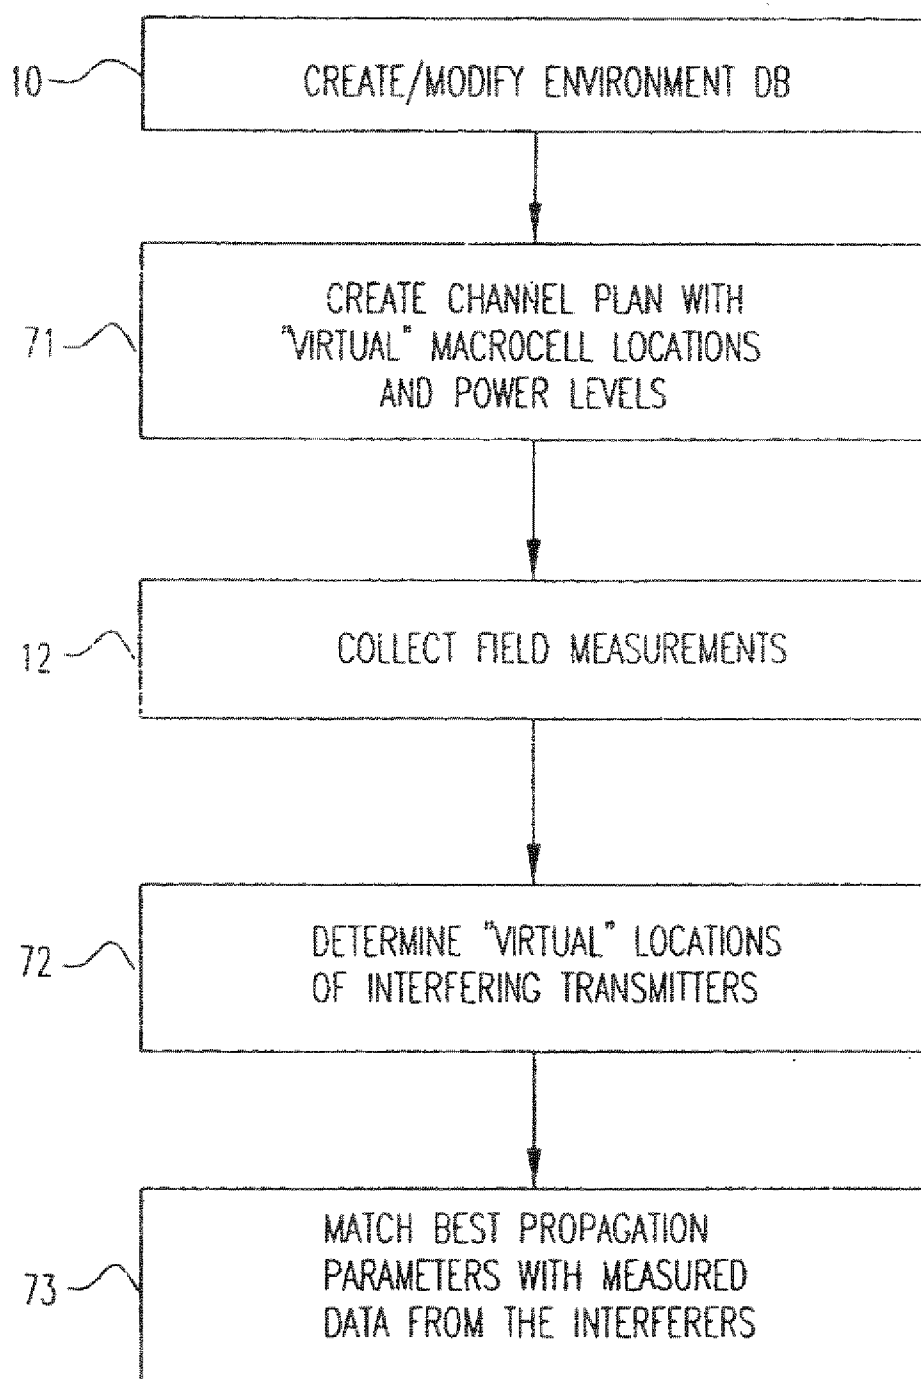 10
CREATE/MODIFY ENVIRONMENT DB
71
CREATE CHANNEL PLAN WITH
"VIRTUAL" MACROCELL LOCATIONS
AND POWER LEVELS
12
COLLECT FIELD MEASUREMENTS
72
DETERMINE "VIRTUAL" LOCATIONS
OF INTERFERING TRANSMITTERS
73
MATCH BEST PROPAGATION
PARAMETERS WITH MEASURED
DATA FROM THE INTERFERERS